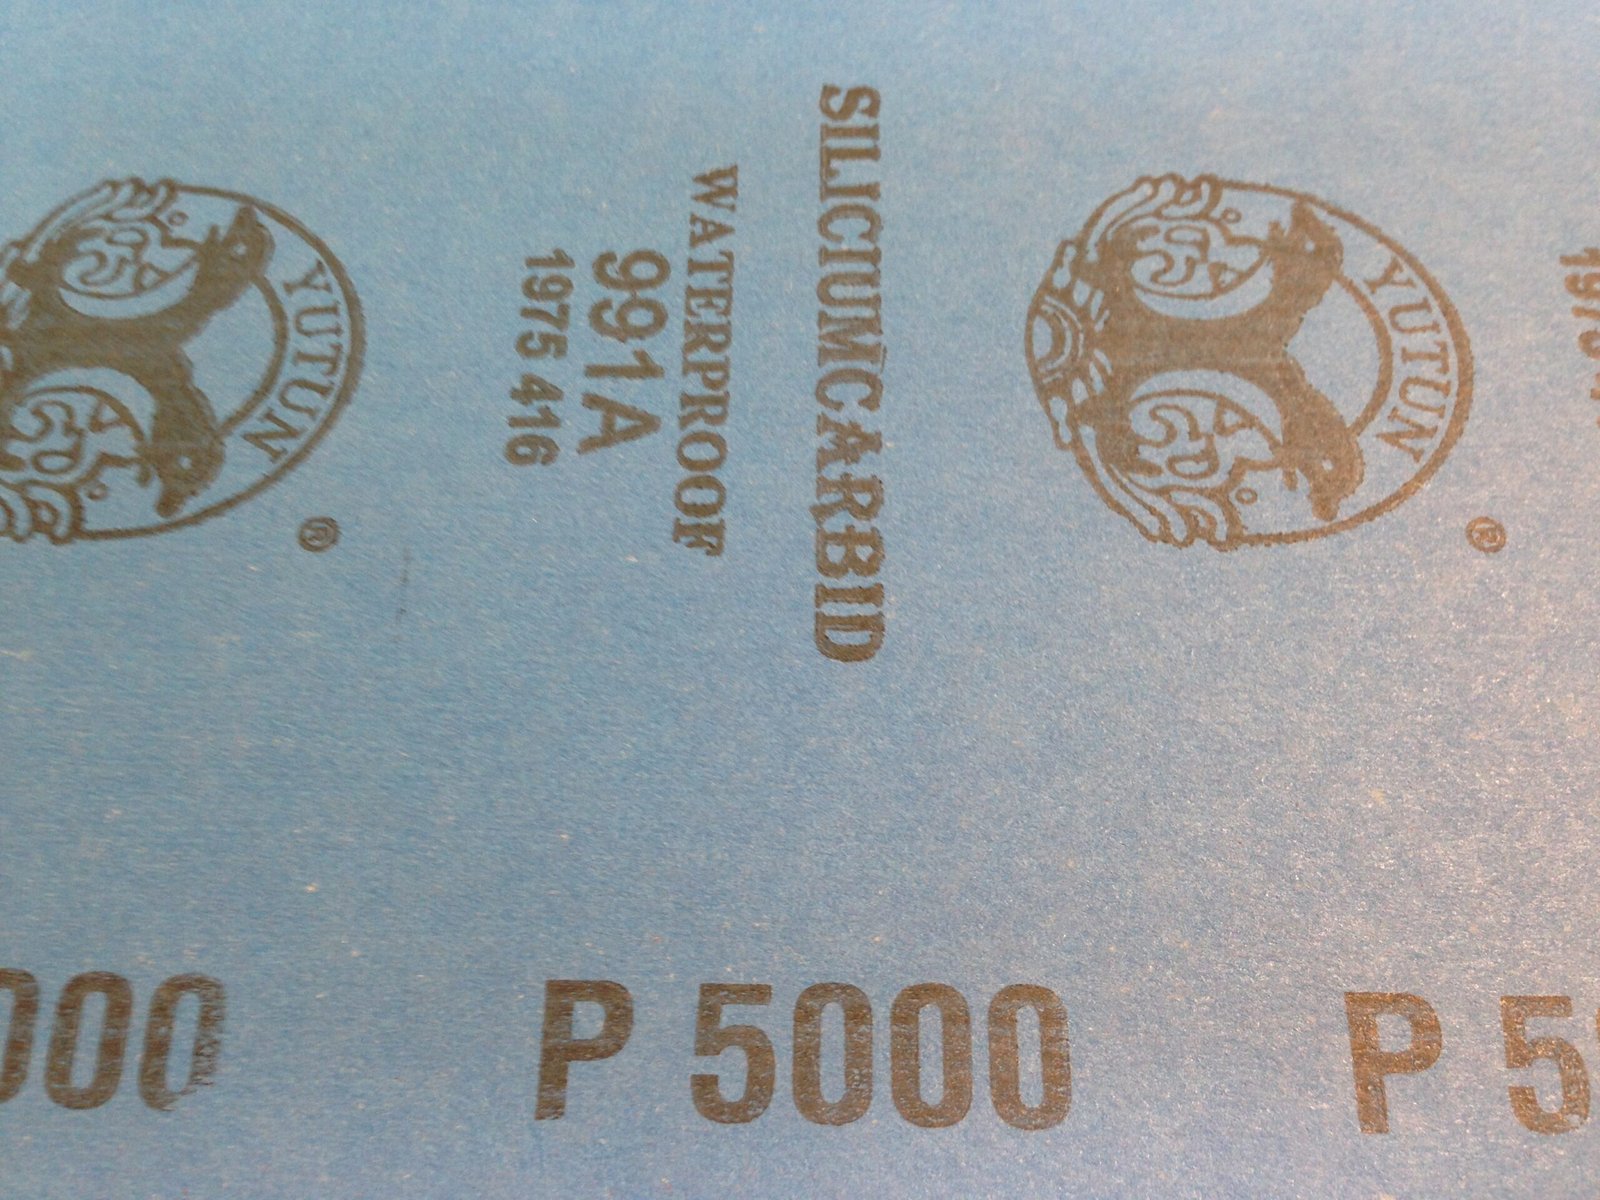 YUTUN
®
SILICIUMCARBID
WATERPROOF
991A
1975 416
YUTUN
®
000
P 5000
P 5